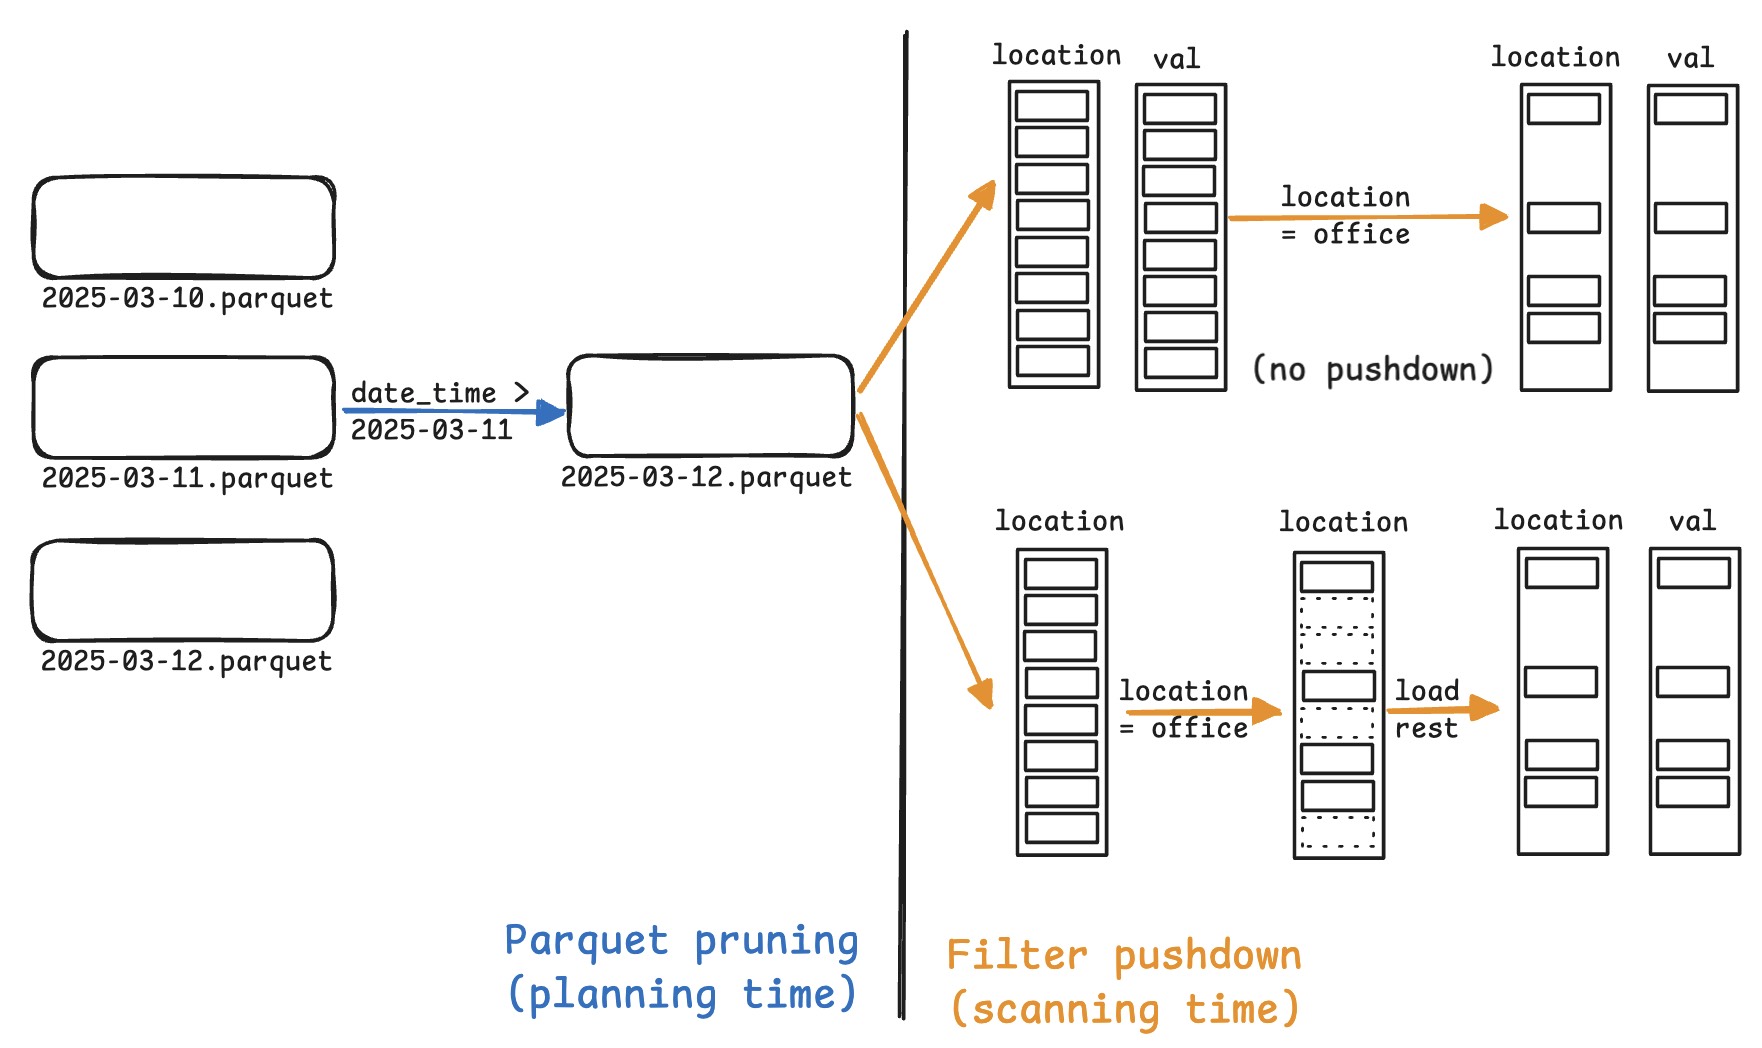 2025-03-10.parquet
2025-03-11.parquet
2025-03-12.parquet
date_time >
2025-03-11
2025-03-12.parquet
Parquet pruning
(planning time)
location
val
location
= office
(no pushdown)
location
val
location
location
= office
location
load
rest
location
val
Filter pushdown
(scanning time)